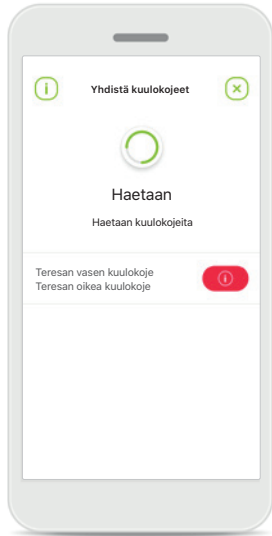 Yhdistä kuulokojeet
Haetaan
Haetaan kuulokojeita
Teresan vasen kuulokoje
Teresan oikea kuulokoje